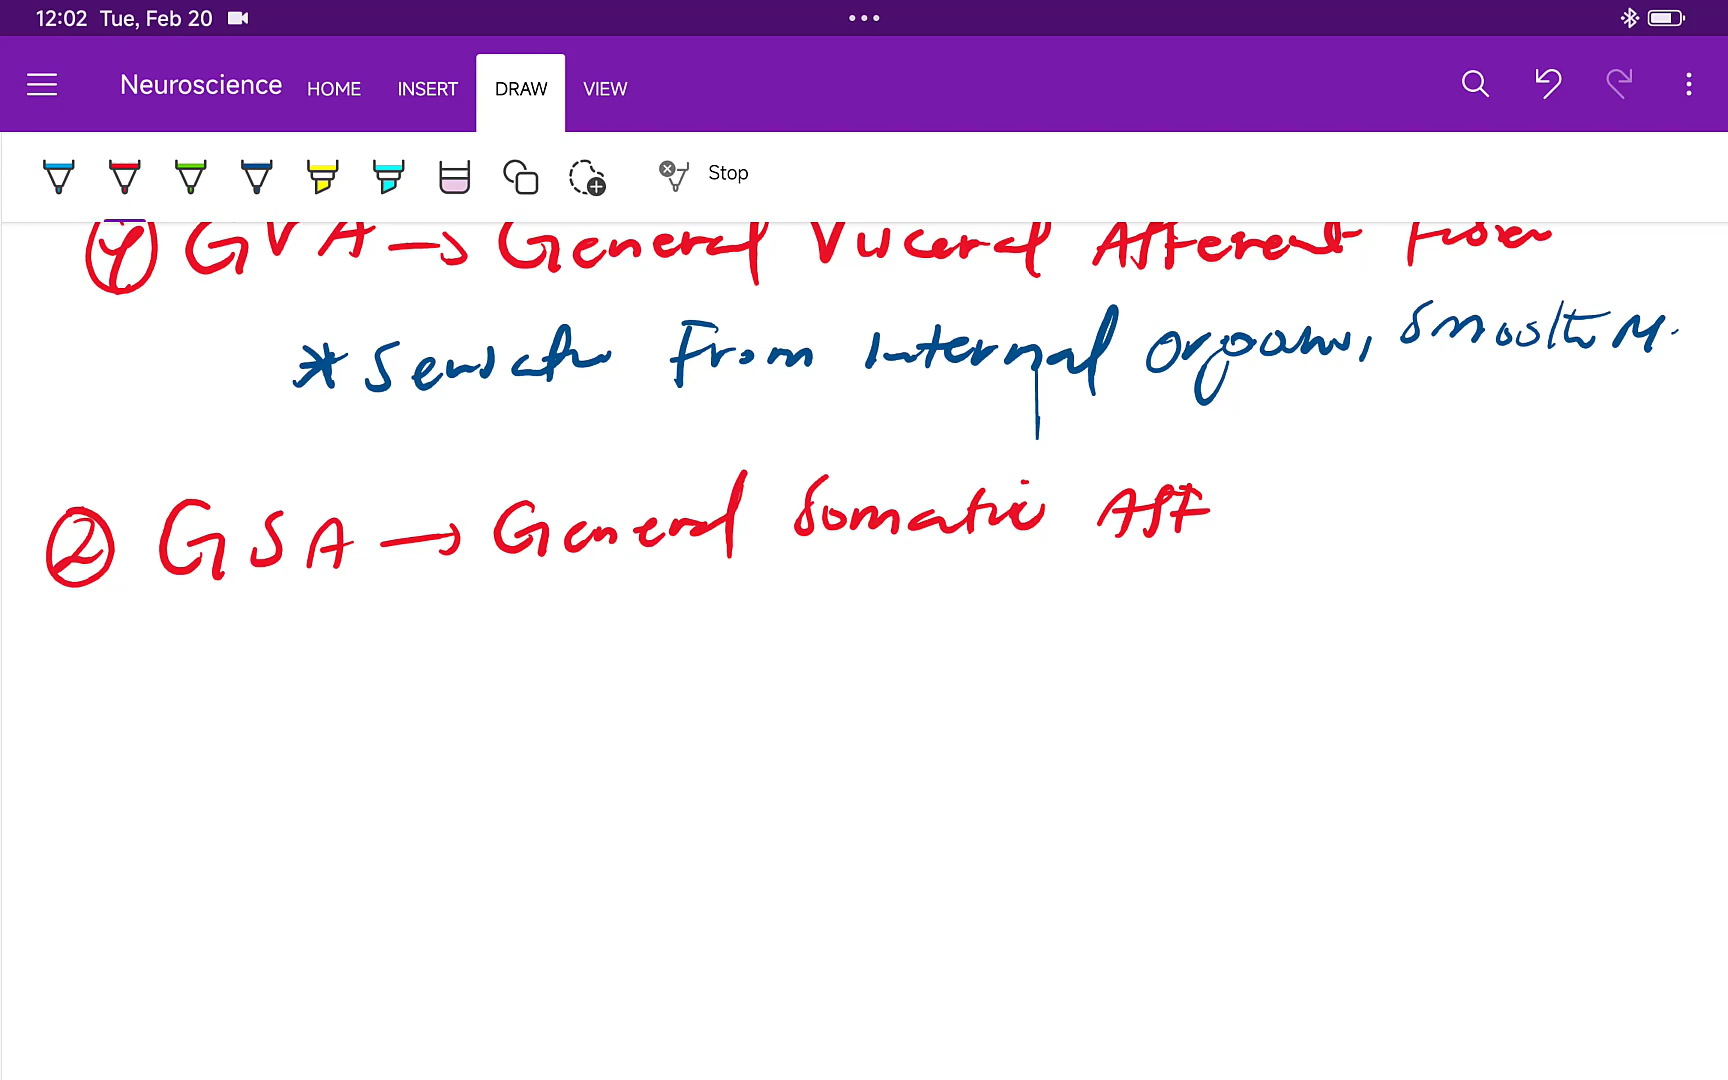 12:02 Tue, Feb 20
Neuroscience HOME INSERT DRAW VIEW
Stop
① GVA → General Visceral Afferent Fiber
* Sensation From Internal Organs, Smooth M.
② GSA → General Somatic Aff